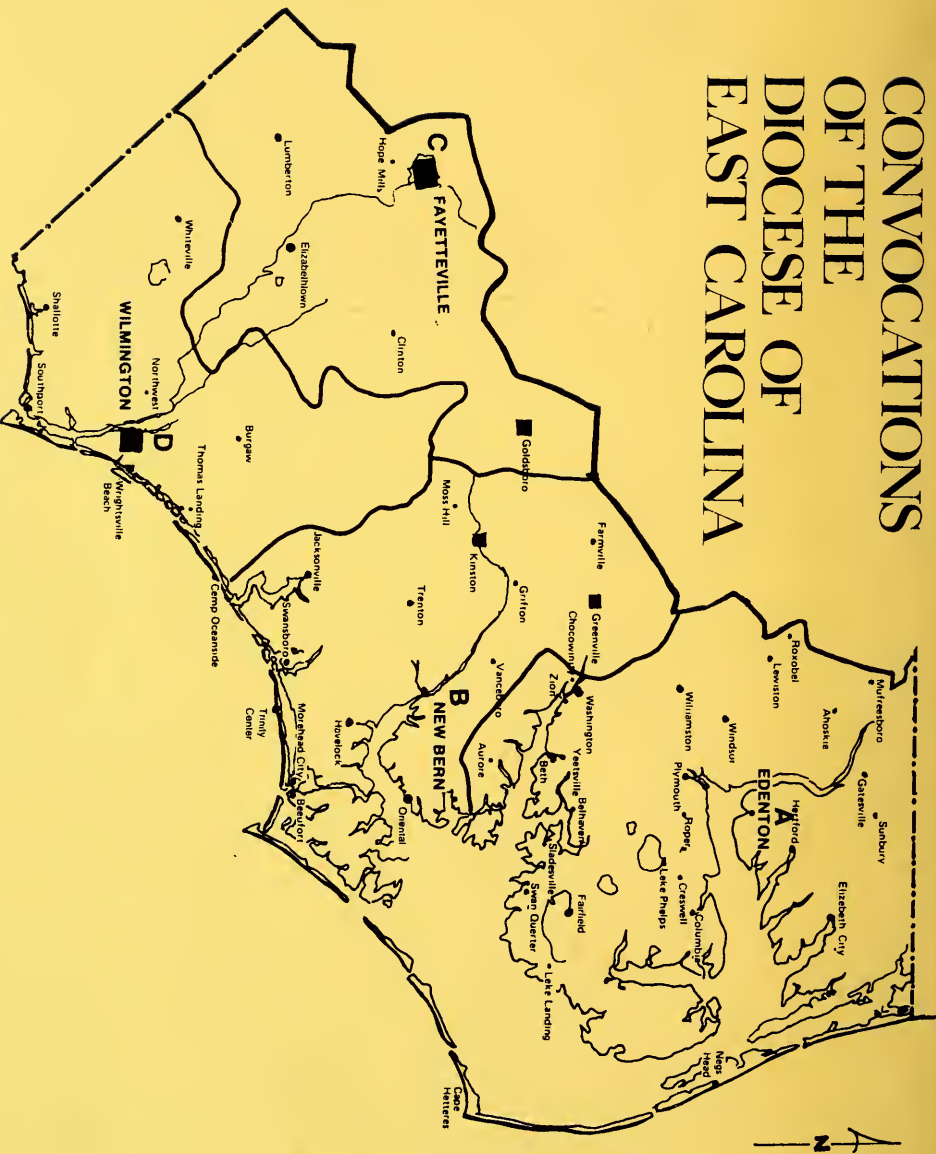 CONVOCATIONS
OF THE
DIOCESE OF
EAST CAROLINA
N
Murfreesboro
Sunbury
Gatesville
Ahoskie
Roxobel
Lewiston
Elizabeth City
A
Hertford
EDENTON
Windsor
Williamston
Plymouth
Roper
Creswell
Columbia
Lake Phelps
Nags
Head
Farmville
Greenville
Chocowinity
Washington
Zion
Yeatsville
Belhaven
Bath
Sladesville
Fairfield
Swan Quarter
Lake Landing
Cape
Hatteras
Goldsboro
Moss Hill
Kinston
Grifton
Vanceboro
Aurora
B
NEW BERN
Trenton
Havelock
Oriental
Jacksonville
Swansboro
Morehead City
Beaufort
Trinity
Center
Camp Oceanside
C
FAYETTEVILLE
Hope Mills
Lumberton
Elizabethtown
Clinton
Whiteville
Burgaw
Thomas Landing
Northwest
D
WILMINGTON
Wrightsville
Beach
Shallotte
Southport